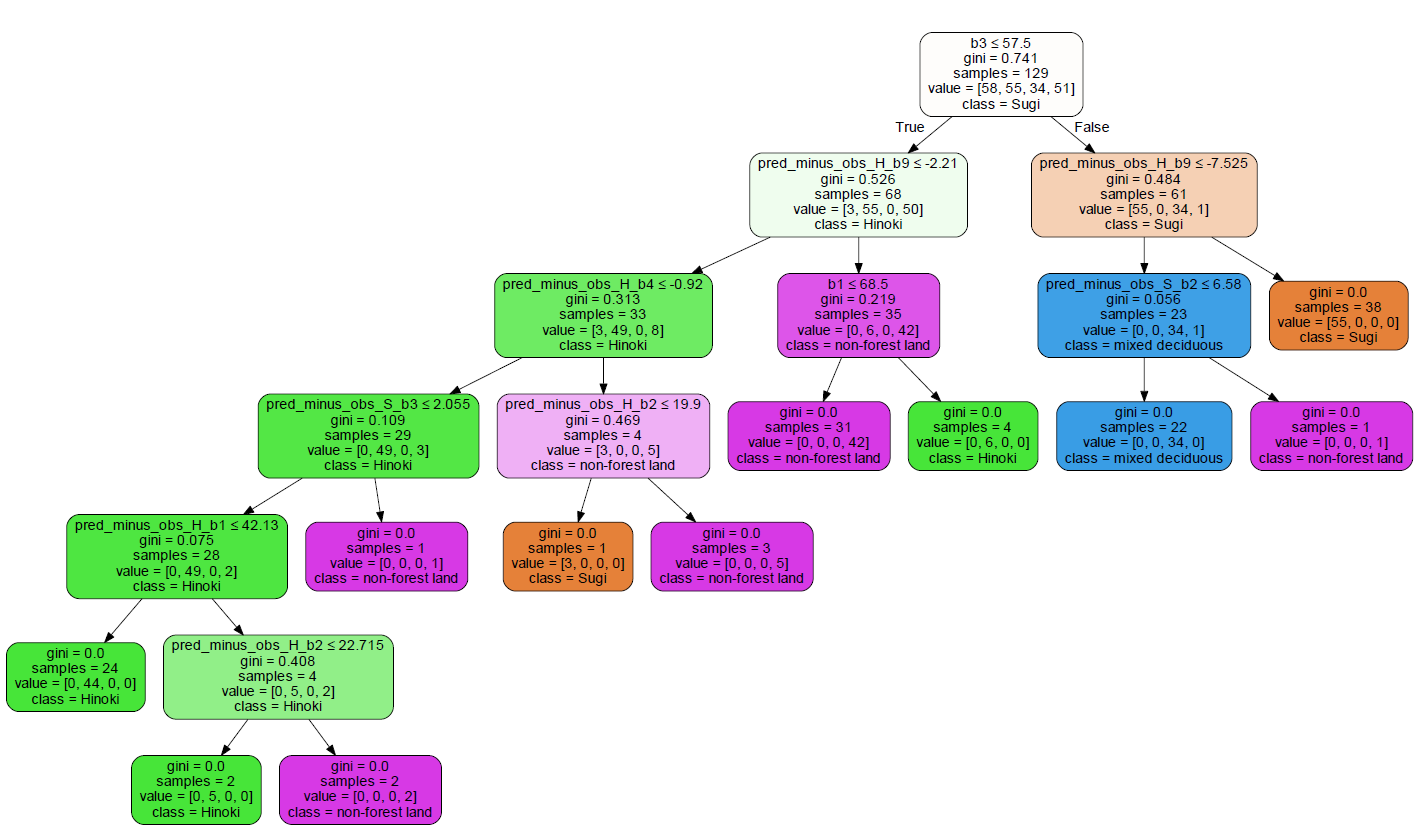 b3 ≤ 57.5
gini = 0.741
samples = 129
value = [58, 55, 34, 51]
class = Sugi
True
False
pred_minus_obs_H_b9 ≤ -2.21
gini = 0.526
samples = 68
value = [3, 55, 0, 50]
class = Hinoki
pred_minus_obs_H_b9 ≤ -7.525
gini = 0.484
samples = 61
value = [55, 0, 34, 1]
class = Sugi
pred_minus_obs_H_b4 ≤ -0.92
gini = 0.313
samples = 33
value = [3, 49, 0, 8]
class = Hinoki
b1 ≤ 68.5
gini = 0.219
samples = 35
value = [0, 6, 0, 42]
class = non-forest land
pred_minus_obs_S_b2 ≤ 6.58
gini = 0.056
samples = 23
value = [0, 0, 34, 1]
class = mixed deciduous
gini = 0.0
samples = 38
value = [55, 0, 0, 0]
class = Sugi
pred_minus_obs_S_b3 ≤ 2.055
gini = 0.109
samples = 29
value = [0, 49, 0, 3]
class = Hinoki
pred_minus_obs_H_b2 ≤ 19.9
gini = 0.469
samples = 4
value = [3, 0, 0, 5]
class = non-forest land
gini = 0.0
samples = 31
value = [0, 0, 0, 42]
class = non-forest land
gini = 0.0
samples = 4
value = [0, 6, 0, 0]
class = Hinoki
gini = 0.0
samples = 22
value = [0, 0, 34, 0]
class = mixed deciduous
gini = 0.0
samples = 1
value = [0, 0, 0, 1]
class = non-forest land
pred_minus_obs_H_b1 ≤ 42.13
gini = 0.075
samples = 28
value = [0, 49, 0, 2]
class = Hinoki
gini = 0.0
samples = 1
value = [0, 0, 0, 1]
class = non-forest land
gini = 0.0
samples = 1
value = [3, 0, 0, 0]
class = Sugi
gini = 0.0
samples = 3
value = [0, 0, 0, 5]
class = non-forest land
gini = 0.0
samples = 24
value = [0, 44, 0, 0]
class = Hinoki
pred_minus_obs_H_b2 ≤ 22.715
gini = 0.408
samples = 4
value = [0, 5, 0, 2]
class = Hinoki
gini = 0.0
samples = 2
value = [0, 5, 0, 0]
class = Hinoki
gini = 0.0
samples = 2
value = [0, 0, 0, 2]
class = non-forest land